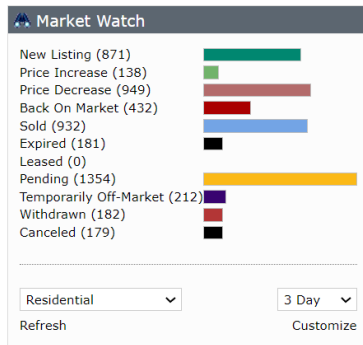 Market Watch
New Listing (871)
Price Increase (138)
Price Decrease (949)
Back On Market (432)
Sold (932)
Expired (181)
Leased (0)
Pending (1354)
Temporarily Off-Market (212)
Withdrawn (182)
Canceled (179)
Residential 3 Day
Refresh Customize